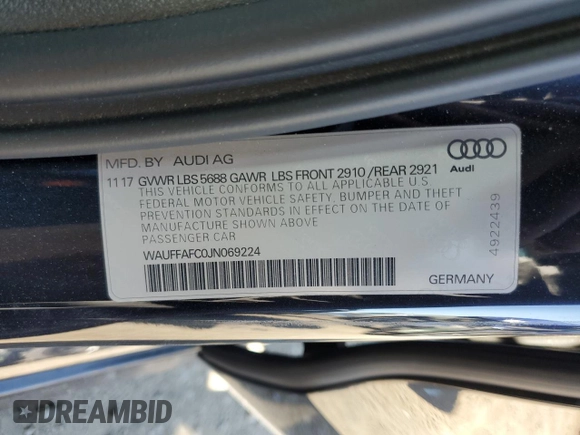 MFD. BY AUDI AG
11 17 GVWR LBS 5688 GAWR LBS FRONT 2910 /REAR 2921
THIS VEHICLE CONFORMS TO ALL APPLICABLE U S
FEDERAL MOTOR VEHICLE SAFETY, BUMPER AND THEFT
PREVENTION STANDARDS IN EFFECT ON THE DATE OF
MANUFACTURE SHOWN ABOVE
PASSENGER CAR
WAUFFAFC0JN069224
Audi
4922439
GERMANY
DREAMBID